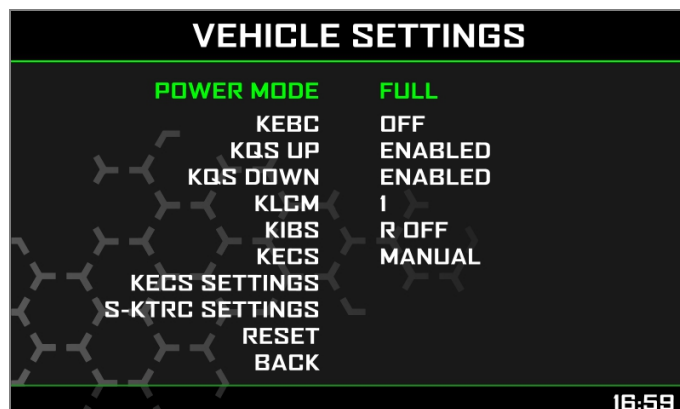 VEHICLE SETTINGS
POWER MODE FULL
KEBC OFF
KQS UP ENABLED
KQS DOWN ENABLED
KLCM 1
KIBS R OFF
KECS MANUAL
KECS SETTINGS
S-KTRC SETTINGS
RESET
BACK
16:59